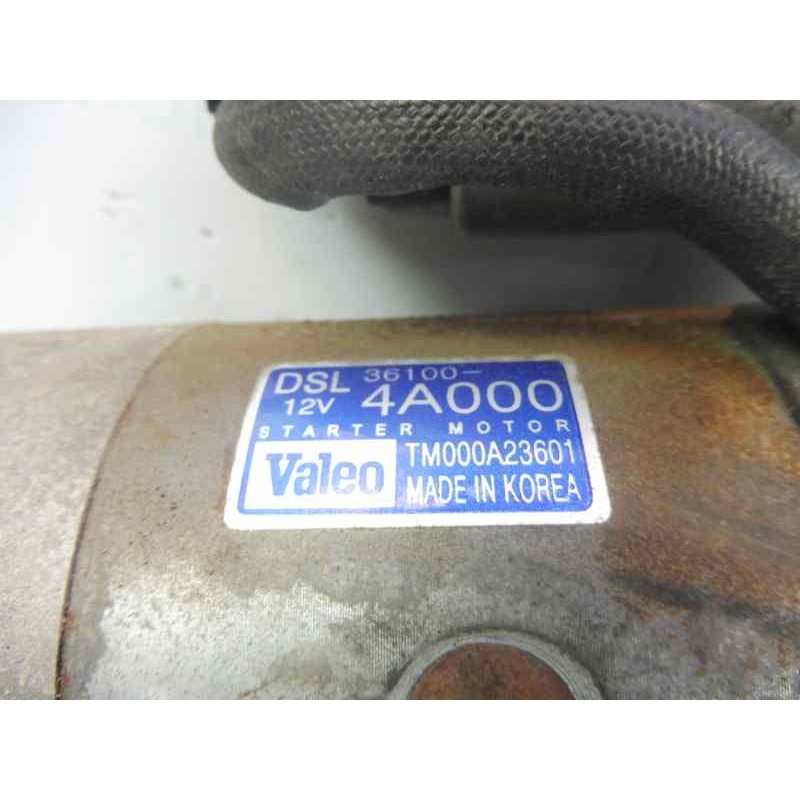 DSL 36100-
12V 4A000
STARTER MOTOR
Valeo TM000A23601
MADE IN KOREA